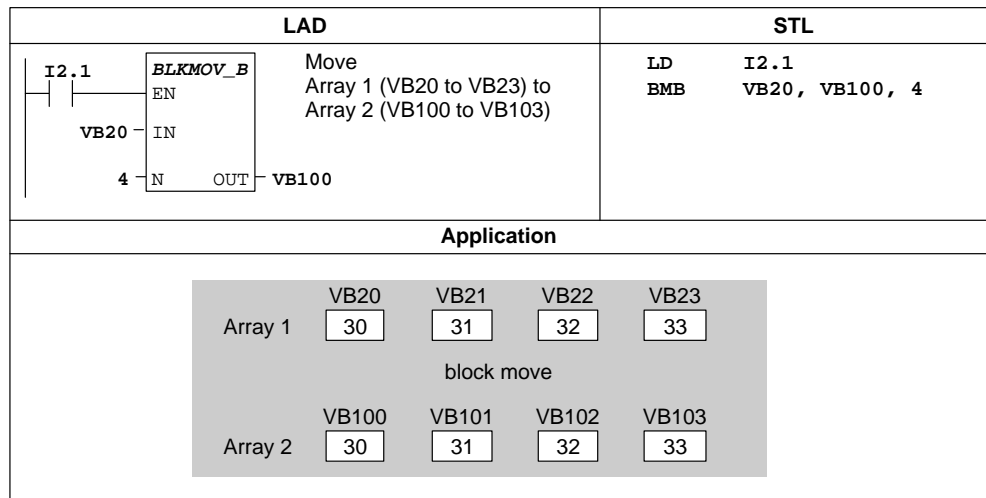 LAD
STL
I2.1
BLKMOV_B
EN
VB20
IN
4
N
OUT
VB100
Move
Array 1 (VB20 to VB23) to
Array 2 (VB100 to VB103)
LD I2.1
BMB VB20, VB100, 4
Application
VB20 VB21 VB22 VB23
Array 1 30 31 32 33
block move
VB100 VB101 VB102 VB103
Array 2 30 31 32 33